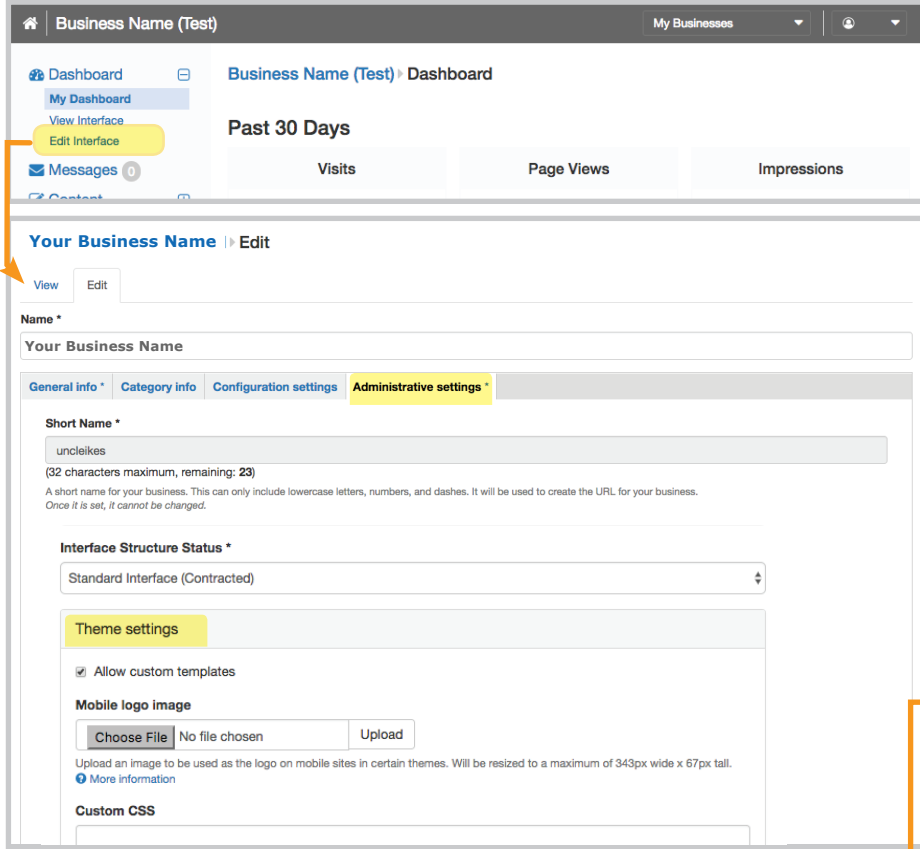 Business Name (Test)
My Businesses
Dashboard
My Dashboard
View Interface
Edit Interface
Messages 0
Content
Business Name (Test) Dashboard
Past 30 Days
Visits
Page Views
Impressions
Your Business Name Edit
View Edit
Name *
Your Business Name
General info * Category info Configuration settings Administrative settings *
Short Name *
uncleikes
(32 characters maximum, remaining: 23)
A short name for your business. This can only include lowercase letters, numbers, and dashes. It will be used to create the URL for your business.
Once it is set, it cannot be changed.
Interface Structure Status *
Standard Interface (Contracted)
Theme settings
Allow custom templates
Mobile logo image
Choose File No file chosen Upload
Upload an image to be used as the logo on mobile sites in certain themes. Will be resized to a maximum of 343px wide x 67px tall.
More information
Custom CSS